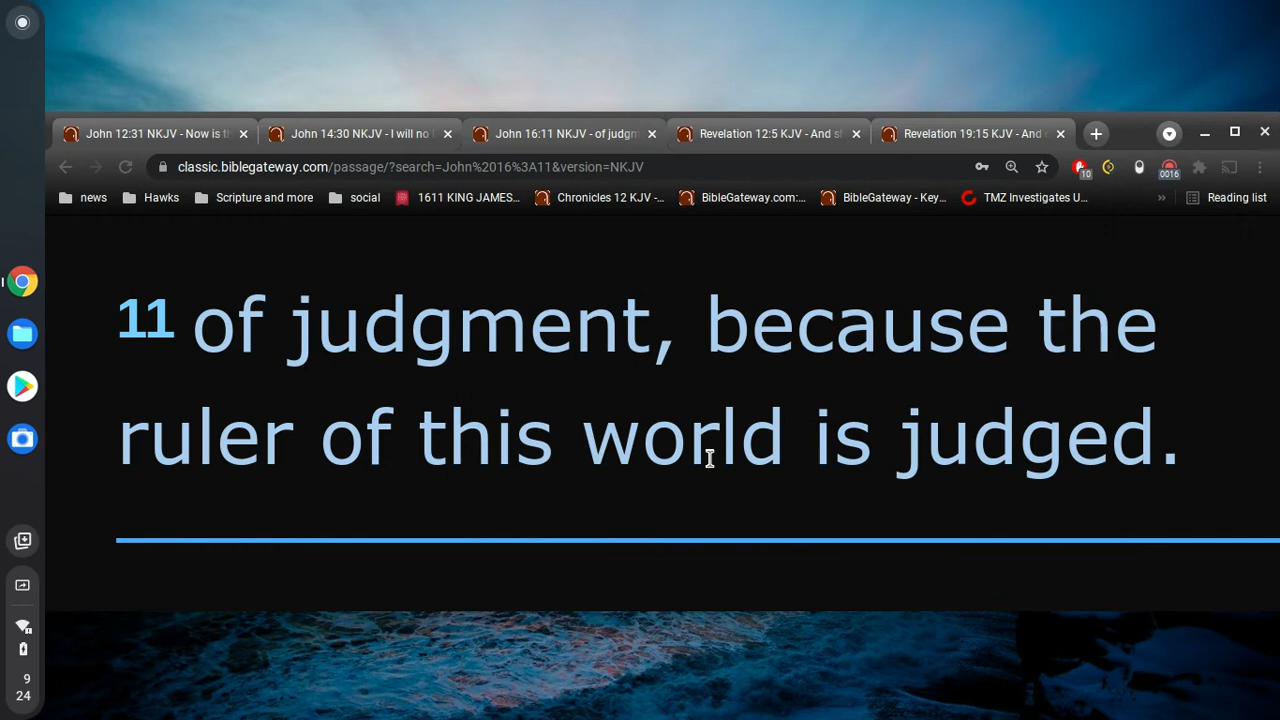 John 12:31 NKJV - Now is th
John 14:30 NKJV - I will no l
John 16:11 NKJV - of judgm
Revelation 12:5 KJV - And sh
Revelation 19:15 KJV - And
classic.biblegateway.com/passage/?search=John%2016%3A11&version=NKJV
10
0016
news
Hawks
Scripture and more
social
1611 KING JAMES...
Chronicles 12 KJV -...
BibleGateway.com:...
BibleGateway - Key...
TMZ Investigates U...
»
Reading list
11 of judgment, because the
ruler of this world is judged.
9
24